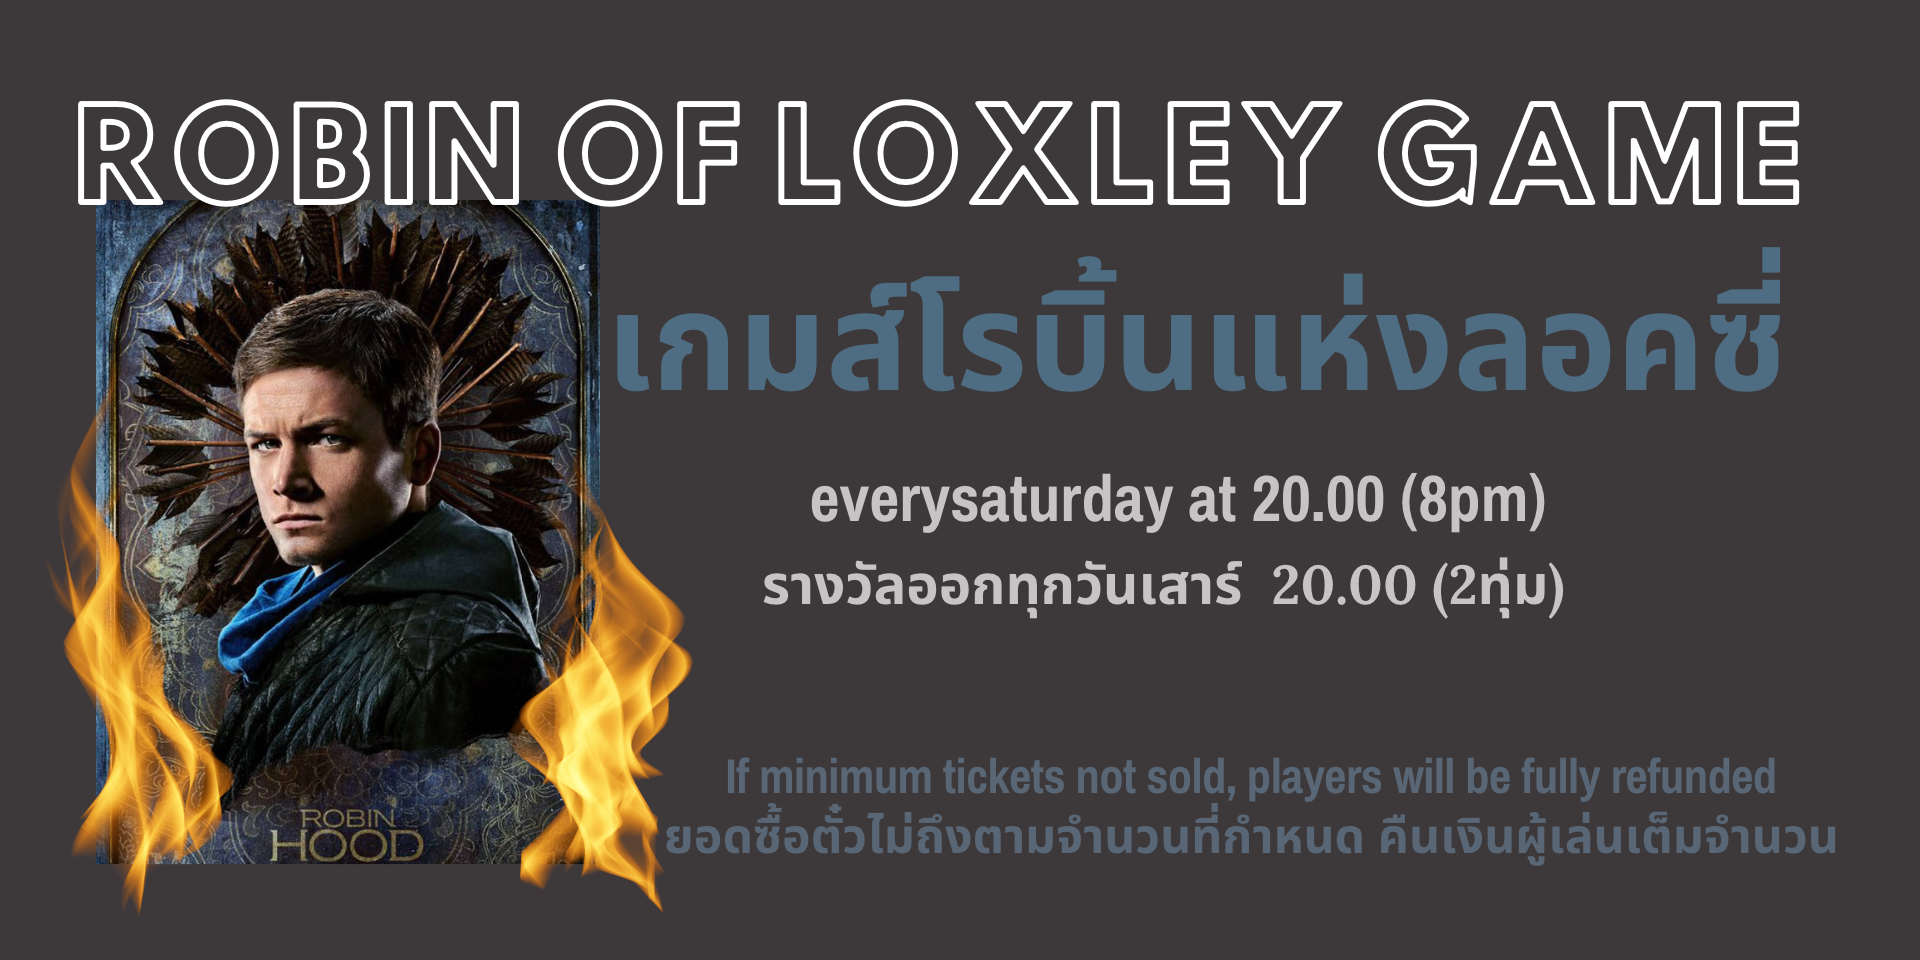 ROBIN OF LOXLEY GAME
เกมส์โรบิ้นแห่งลอคซี่
everysaturday at 20.00 (8pm)
รางวัลออกทุกวันเสาร์ 20.00 (2ทุ่ม)
If minimum tickets not sold, players will be fully refunded
ยอดซื้อตั๋วไม่ถึงตามจำนวนที่กำหนด คืนเงินผู้เล่นเต็มจำนวน
ROBIN
HOOD